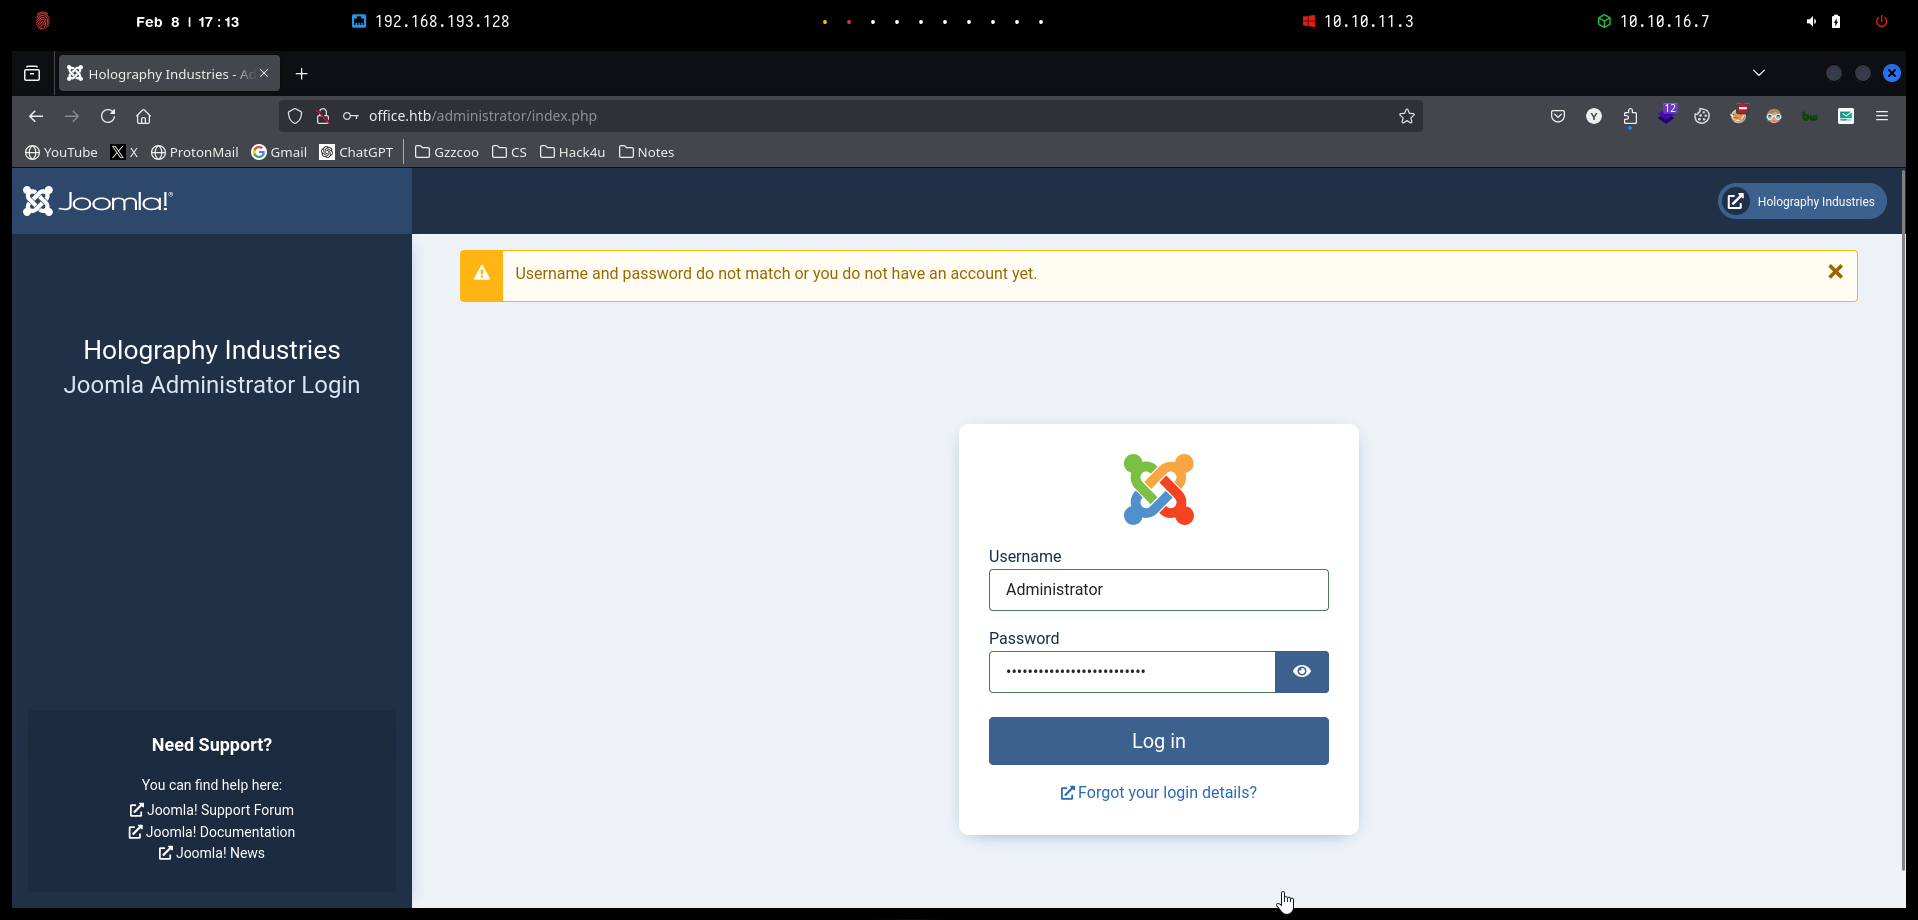 Feb 8 | 17:13
192.168.193.128
10.10.11.3
10.10.16.7
Holography Industries - Ad
office.htb/administrator/index.php
12
Y
bw
YouTube
X
ProtonMail
Gmail
ChatGPT
Gzzcoo
CS
Hack4u
Notes
Joomla!®
Holography Industries
Username and password do not match or you do not have an account yet.
Holography Industries
Joomla Administrator Login
Username
Administrator
Password
Log in
Forgot your login details?
Need Support?
You can find help here:
Joomla! Support Forum
Joomla! Documentation
Joomla! News